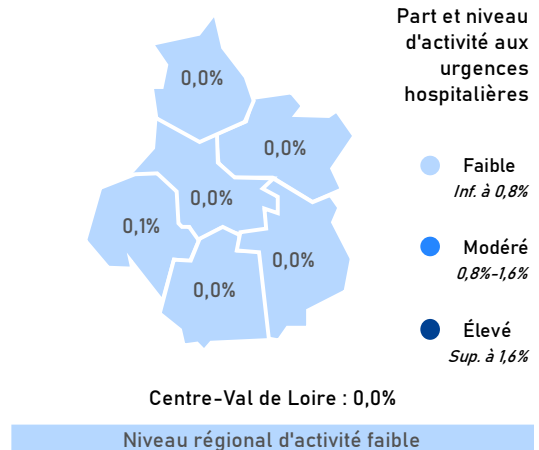 Part et niveau
d'activité aux
urgences
hospitalières
0,0%
0,0%
0,0%
0,1%
0,0%
0,0%
Faible
Inf. à 0,8%
Modéré
0,8%-1,6%
Élevé
Sup. à 1,6%
Centre-Val de Loire : 0,0%
Niveau régional d'activité faible